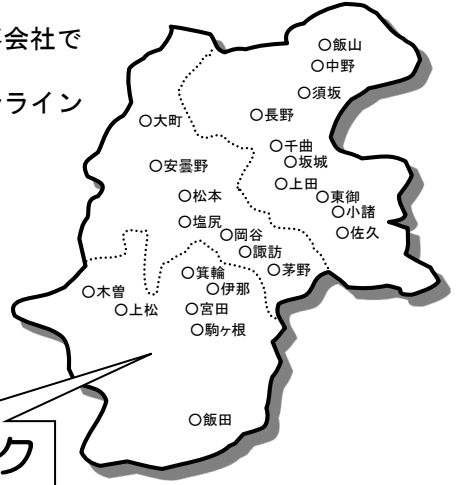 会社で
ンライン
○飯山
○中野
○須坂
○長野
○大町
○千曲
○坂城
○安曇野
○上田
○松本
○東御
○小諸
○塩尻
○岡谷
○佐久
○諏訪
○茅野
○箕輪
○木曽
○伊那
○上松
○宮田
○駒ヶ根
○飯田
ク